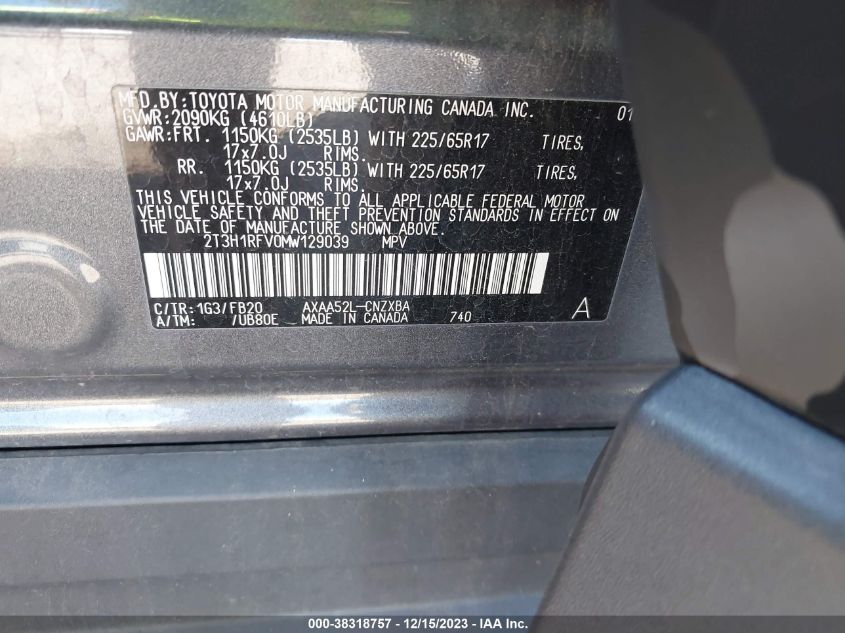 MFD.BY:TOYOTA MOTOR MANUFACTURING CANADA INC. 01
GVWR:2090KG (4610LB)
GAWR:FRT. 1150KG (2535LB) WITH 225/65R17 TIRES,
17x7.0J RIMS.
RR. 1150KG (2535LB) WITH 225/65R17 TIRES,
17x7.0J RIMS.
THIS VEHICLE CONFORMS TO ALL APPLICABLE FEDERAL MOTOR
VEHICLE SAFETY AND THEFT PREVENTION STANDARDS IN EFFECT ON
THE DATE OF MANUFACTURE SHOWN ABOVE.
2T3H1RFV0MW129039 MPV
C/TR:1G3/FB20 AXAA52L-CNZXBA A
A/TM: /UB80E MADE IN CANADA 740
000-38318757 - 12/15/2023 - IAA Inc.